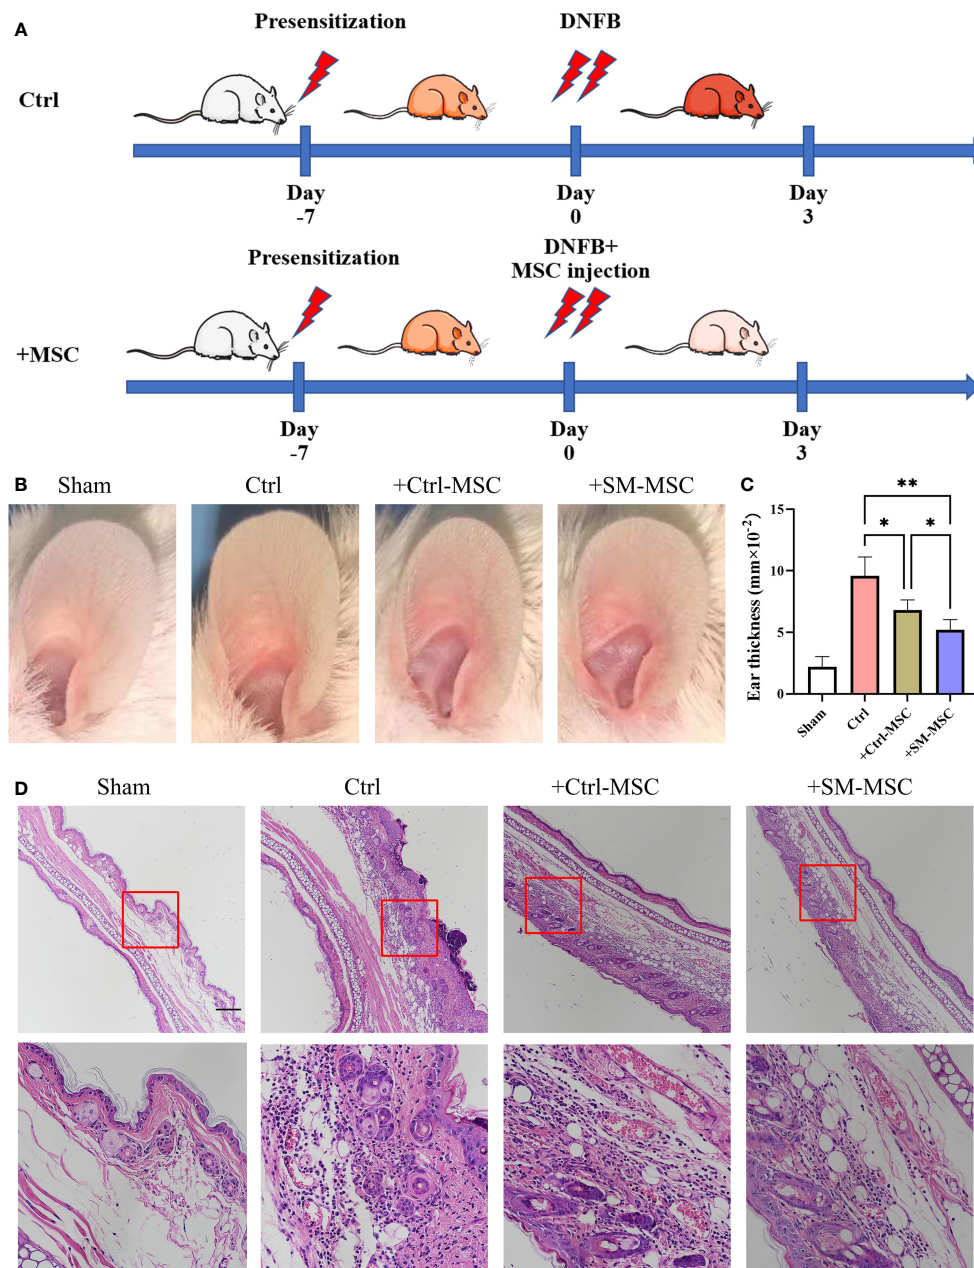 A
Presensitization
DNFB
Ctrl
Day
-7
Day
0
Day
3
Presensitization
DNFB+
MSC injection
+MSC
Day
-7
Day
0
Day
3
B
Sham
Ctrl
+Ctrl-MSC
+SM-MSC
C
**
*
*
Ear thickness (mm×10⁻²)
15
10
5
0
Sham
Ctrl
+Ctrl-MSC
+SM-MSC
D
Sham
Ctrl
+Ctrl-MSC
+SM-MSC